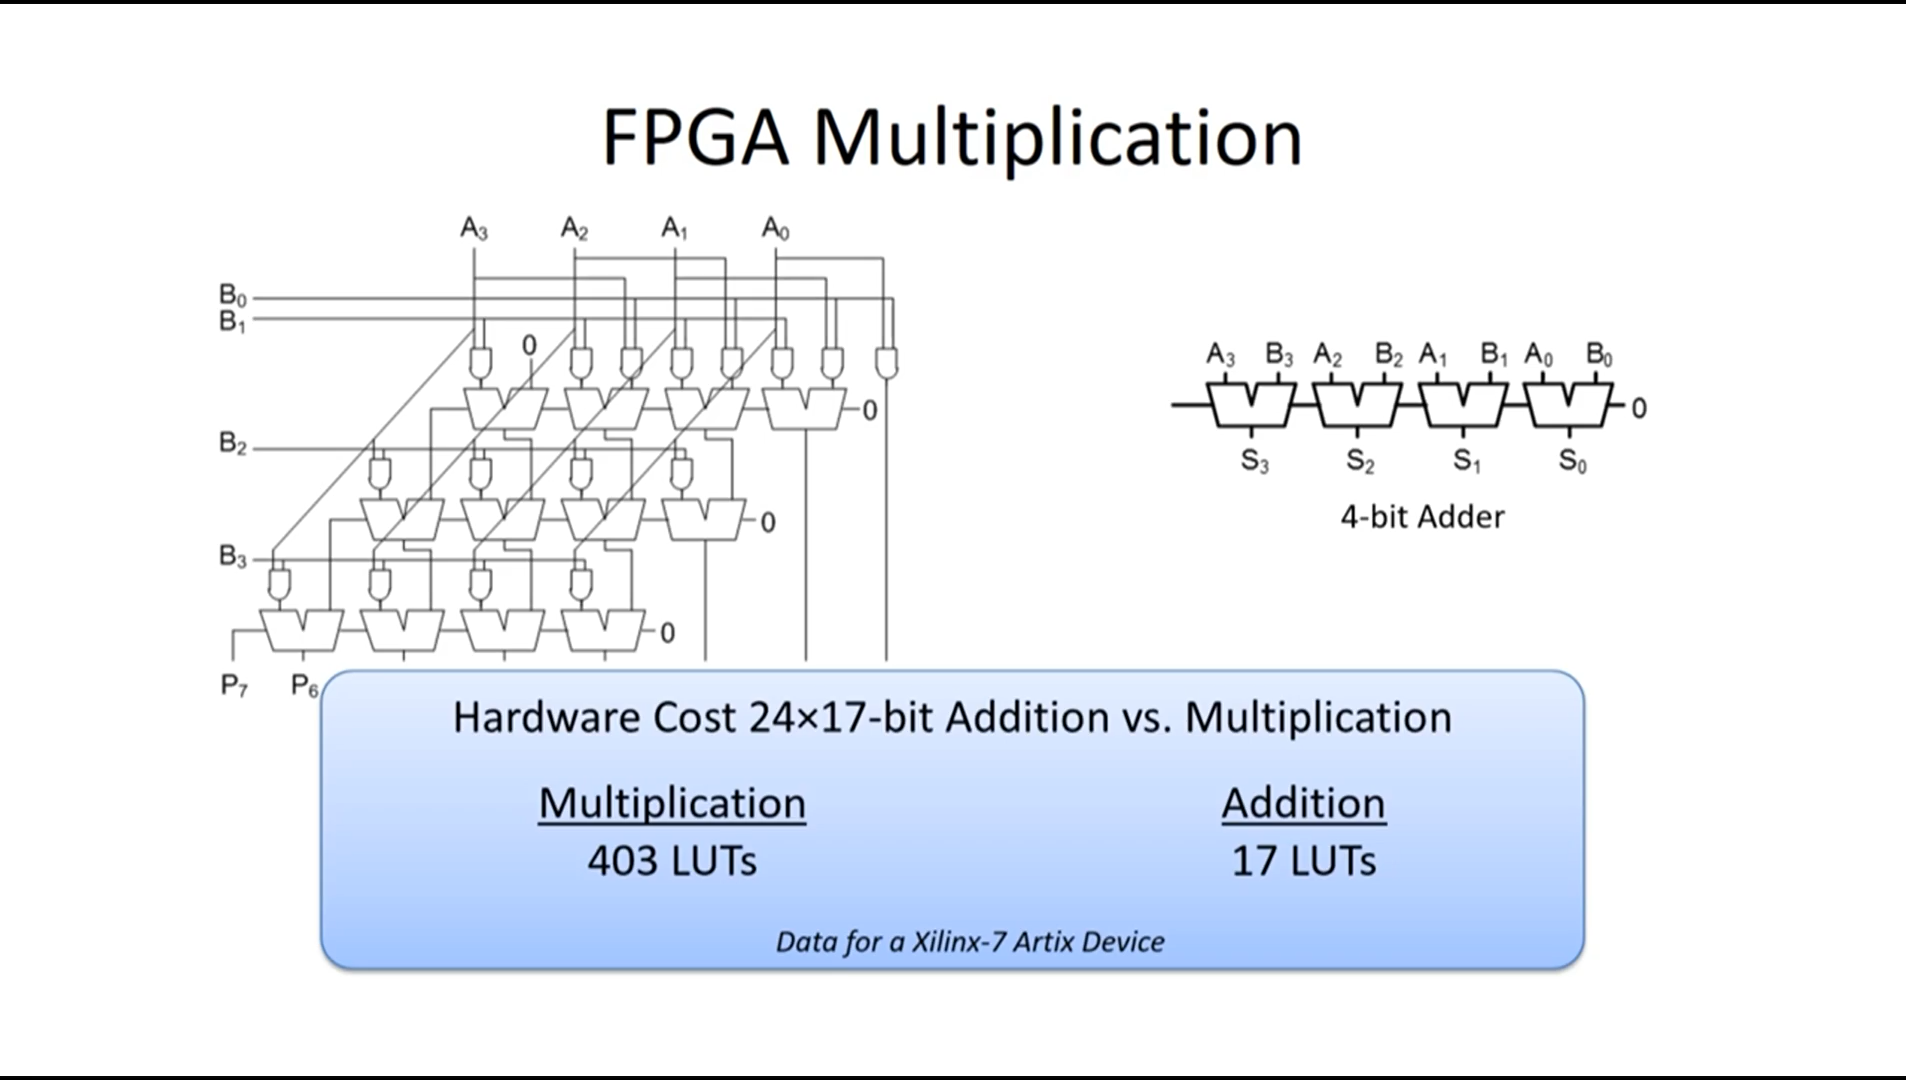 FPGA Multiplication
A₃ A₂ A₁ A₀
B₀
B₁
0
0
B₂
0
B₃
0
P₇ P₆
A₃ B₃ A₂ B₂ A₁ B₁ A₀ B₀
0
S₃ S₂ S₁ S₀
4-bit Adder
Hardware Cost 24×17-bit Addition vs. Multiplication
Multiplication
403 LUTs
Addition
17 LUTs
Data for a Xilinx-7 Artix Device